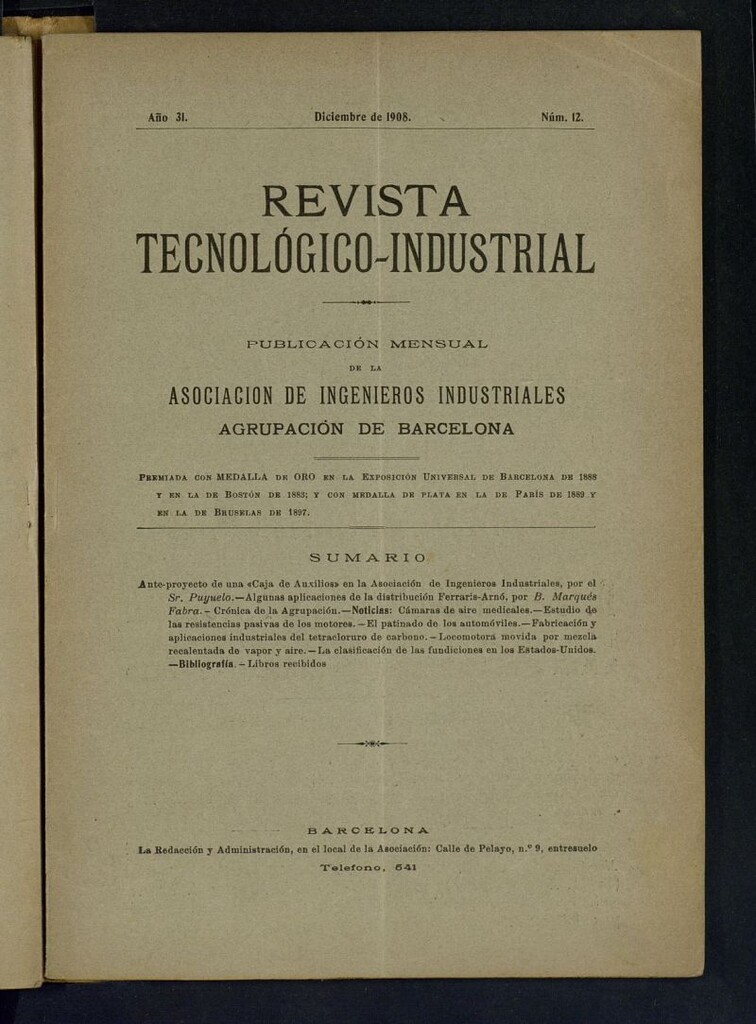 Año 31. Diciembre de 1908. Núm. 12.
REVISTA
TECNOLÓGICO-INDUSTRIAL
PUBLICACIÓN MENSUAL
DE LA
ASOCIACION DE INGENIEROS INDUSTRIALES
AGRUPACIÓN DE BARCELONA
PREMIADA CON MEDALLA DE ORO EN LA EXPOSICIÓN UNIVERSAL DE BARCELONA DE 1888
Y EN LA DE BOSTÓN DE 1883; Y CON MEDALLA DE PLATA EN LA DE PARÍS DE 1889 Y
EN LA DE BRUSELAS DE 1897.
SUMARIO
Ante-proyecto de una «Caja de Auxilios» en la Asociación de Ingenieros Industriales, por el
Sr. Puyuelo.—Algunas aplicaciones de la distribución Ferraris-Arnó, por B. Marqués
Fabra. – Crónica de la Agrupación.—Noticias: Cámaras de aire medicales.—Estudio de
las resistencias pasivas de los motores. – El patinado de los automóviles.—Fabricación y
aplicaciones industriales del tetracloruro de carbono. – Locomotora movida por mezcla
recalentada de vapor y aire. – La clasificación de las fundiciones en los Estados-Unidos.
—Bibliografía. – Libros recibidos
BARCELONA
La Redacción y Administración, en el local de la Asociación: Calle de Pelayo, n.º 9, entresuelo
Telefono, 541